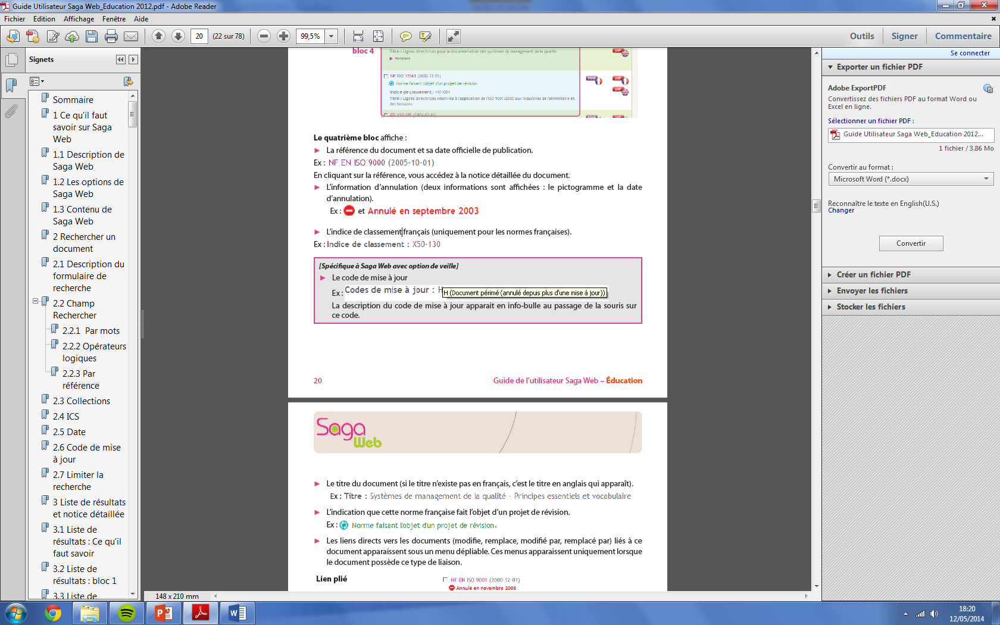 Guide Utilisateur Saga Web_Education 2012.pdf - Adobe Reader
Fichier Edition Affichage Fenêtre Aide
20 (22 sur 78) 99,5% Outils Signer Commentaire
Signets
Sommaire
1 Ce qu'il faut
savoir sur Saga
Web
1.1 Description de
Saga Web
1.2 Les options de
Saga Web
1.3 Contenu de
Saga Web
2 Rechercher un
document
2.1 Description du
formulaire de
recherche
2.2 Champ
Rechercher
2.2.1 Par mots
2.2.2 Opérateurs
logiques
2.2.3 Par
référence
2.3 Collections
2.4 ICS
2.5 Date
2.6 Code de mise
à jour
2.7 Limiter la
recherche
3 Liste de résultats
et notice détaillée
3.1 Liste de
résultats : Ce qu'il
faut savoir
3.2 Liste de
résultats : bloc 1
3.3 Liste de
bloc 4
Titre : Lignes directrices pour la documentation des systèmes de management de la qualité
Remplace
NF ISO 15161 (2002-12-01)
Norme faisant l'objet d'un projet de révision
Indice de classement : V01-004
Titre : Lignes directrices relatives à l'application de l'ISO 9001:2000 aux industries de l'alimentaire et
des boissons
html pdf
pdf
FD X50-185 (2004-03-01)
Le quatrième bloc affiche :
► La référence du document et sa date officielle de publication.
Ex : NF EN ISO 9000 (2005-10-01)
En cliquant sur la référence, vous accédez à la notice détaillée du document.
► L'information d'annulation (deux informations sont affichées : le pictogramme et la date
d'annulation).
Ex : et Annulé en septembre 2003
► L'indice de classement français (uniquement pour les normes françaises).
Ex : Indice de classement : X50-130
[Spécifique à Saga Web avec option de veille]
► Le code de mise à jour
Ex : Codes de mise à jour : H
H (Document périmé (annulé depuis plus d'une mise à jour))
La description du code de mise à jour apparait en info-bulle au passage de la souris sur
ce code.
20 Guide de l'utilisateur Saga Web – Éducation
Saga
Web
► Le titre du document (si le titre n'existe pas en français, c'est le titre en anglais qui apparaît).
Ex : Titre : Systèmes de management de la qualité - Principes essentiels et vocabulaire
► L'indication que cette norme française fait l'objet d'un projet de révision.
Ex : Norme faisant l'objet d'un projet de révision.
► Les liens directs vers les documents (modifie, remplace, modifié par, remplacé par) liés à ce
document apparaissent sous un menu dépliable. Ces menus apparaissent uniquement lorsque
le document possède ce type de liaison.
Lien plié
NF EN ISO 9001 (2000-12-01)
Annulé en novembre 2008
148 x 210 mm
Se connecter
Exporter un fichier PDF
Adobe ExportPDF
Convertissez des fichiers PDF au format Word ou
Excel en ligne.
Sélectionner un fichier PDF :
Guide Utilisateur Saga Web_Education 2012...
1 fichier / 3.86 Mo
Convertir au format :
Microsoft Word (*.docx)
Reconnaître le texte en English(U.S.)
Changer
Convertir
Créer un fichier PDF
Envoyer les fichiers
Stocker les fichiers
18:20
12/05/2014